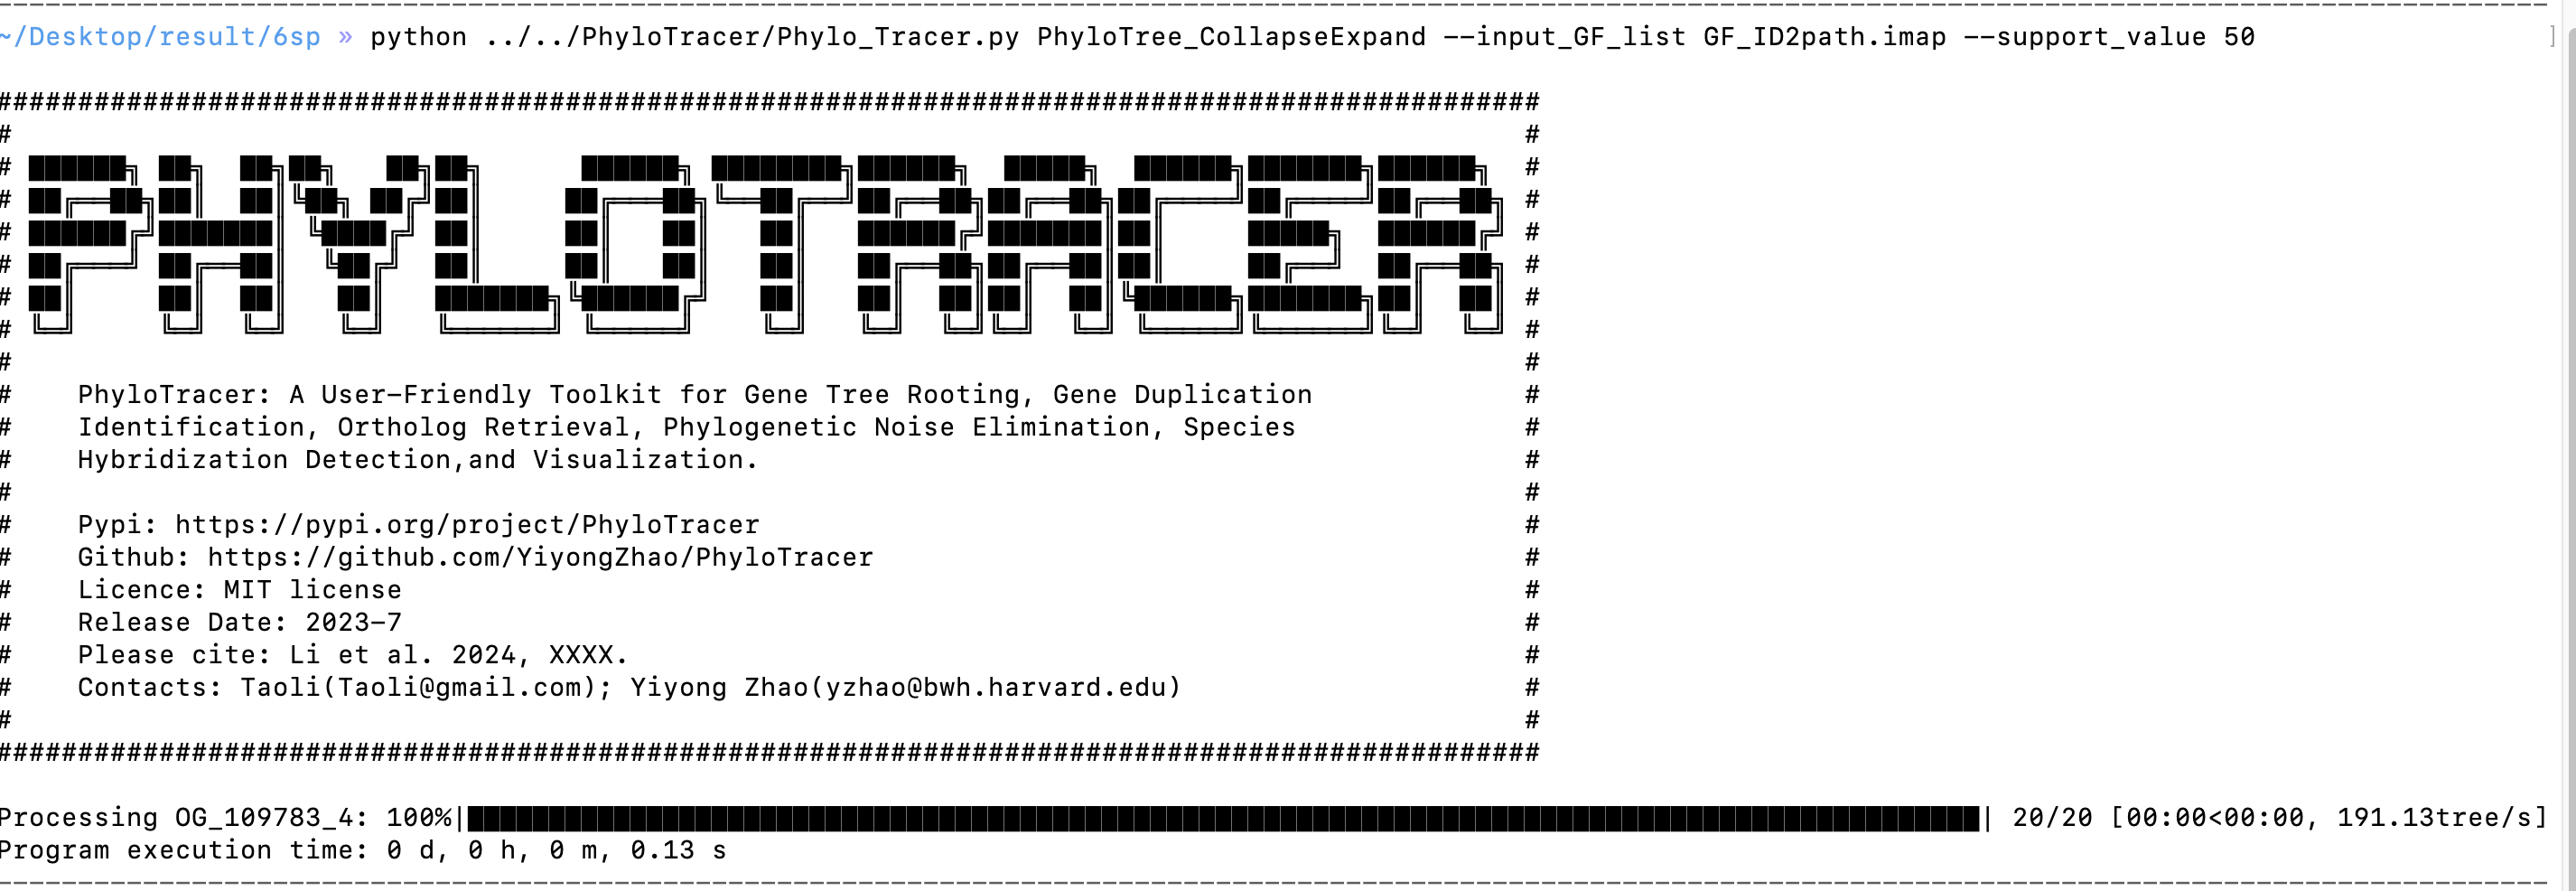 ~/Desktop/result/6sp » python ../../PhyloTracer/Phylo_Tracer.py PhyloTree_CollapseExpand --input_GF_list GF_ID2path.imap --support_value 50 ]
###############################################################################################
# #
# PHYLOTRACER #
# #
# PhyloTracer: A User-Friendly Toolkit for Gene Tree Rooting, Gene Duplication #
# Identification, Ortholog Retrieval, Phylogenetic Noise Elimination, Species #
# Hybridization Detection,and Visualization. #
# #
# Pypi: https://pypi.org/project/PhyloTracer #
# Github: https://github.com/YiyongZhao/PhyloTracer #
# Licence: MIT license #
# Release Date: 2023-7 #
# Please cite: Li et al. 2024, XXXX. #
# Contacts: Taoli(Taoli@gmail.com); Yiyong Zhao(yzhao@bwh.harvard.edu) #
# #
###############################################################################################
Processing OG_109783_4: 100%|██████████| 20/20 [00:00<00:00, 191.13tree/s]
Program execution time: 0 d, 0 h, 0 m, 0.13 s